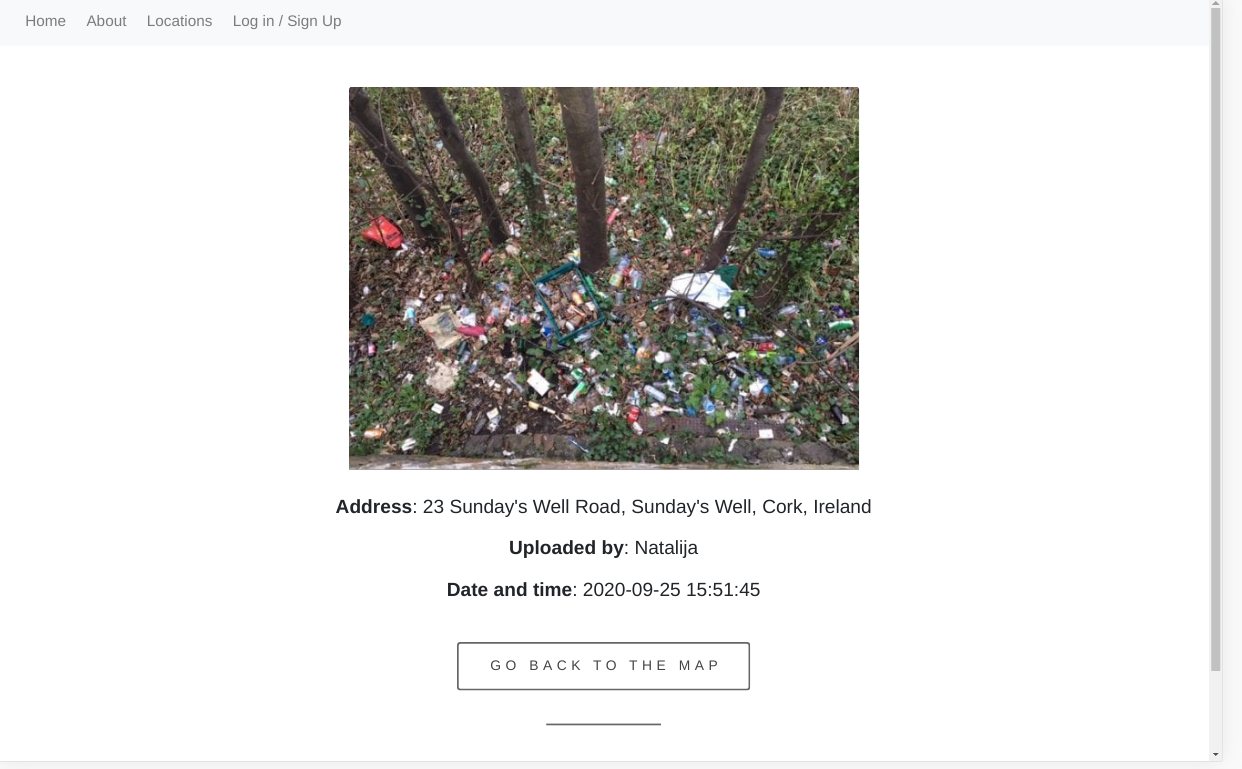 Home About Locations Log in / Sign Up
Address: 23 Sunday's Well Road, Sunday's Well, Cork, Ireland
Uploaded by: Natalija
Date and time: 2020-09-25 15:51:45
GO BACK TO THE MAP